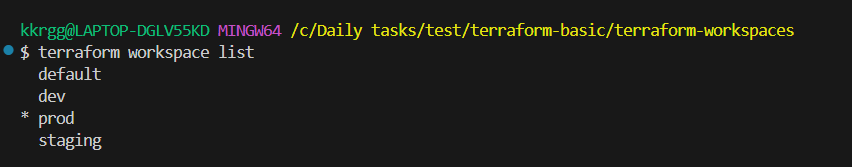 kkrgg@LAPTOP-DGLV55KD MINGW64 /c/Daily tasks/test/terraform-basic/terraform-workspaces
$ terraform workspace list
  default
  dev
* prod
  staging